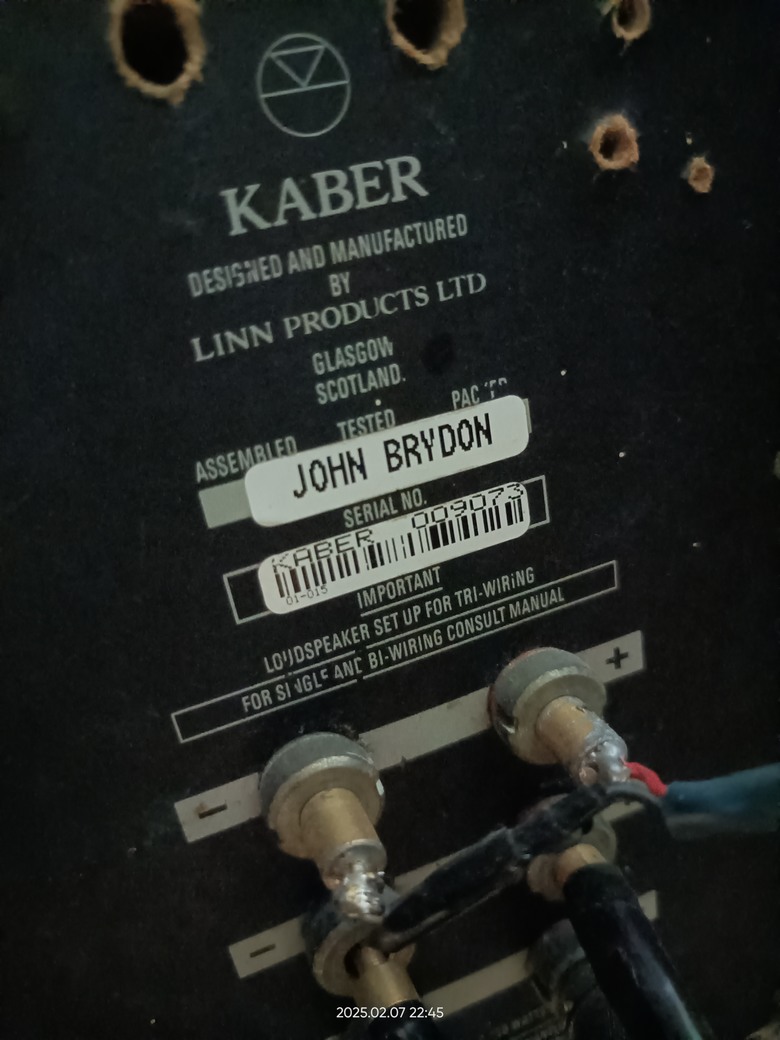 KABER
DESIGNED AND MANUFACTURED
BY
LINN PRODUCTS LTD
GLASGOW
SCOTLAND.
ASSEMBLED TESTED
JOHN BRYDON
SERIAL NO.
KABER 009073
01-015
IMPORTANT
LOUDSPEAKER SET UP FOR TRI-WIRING
FOR SINGLE AND BI-WIRING CONSULT MANUAL
- +
-
2025.02.07 22:45